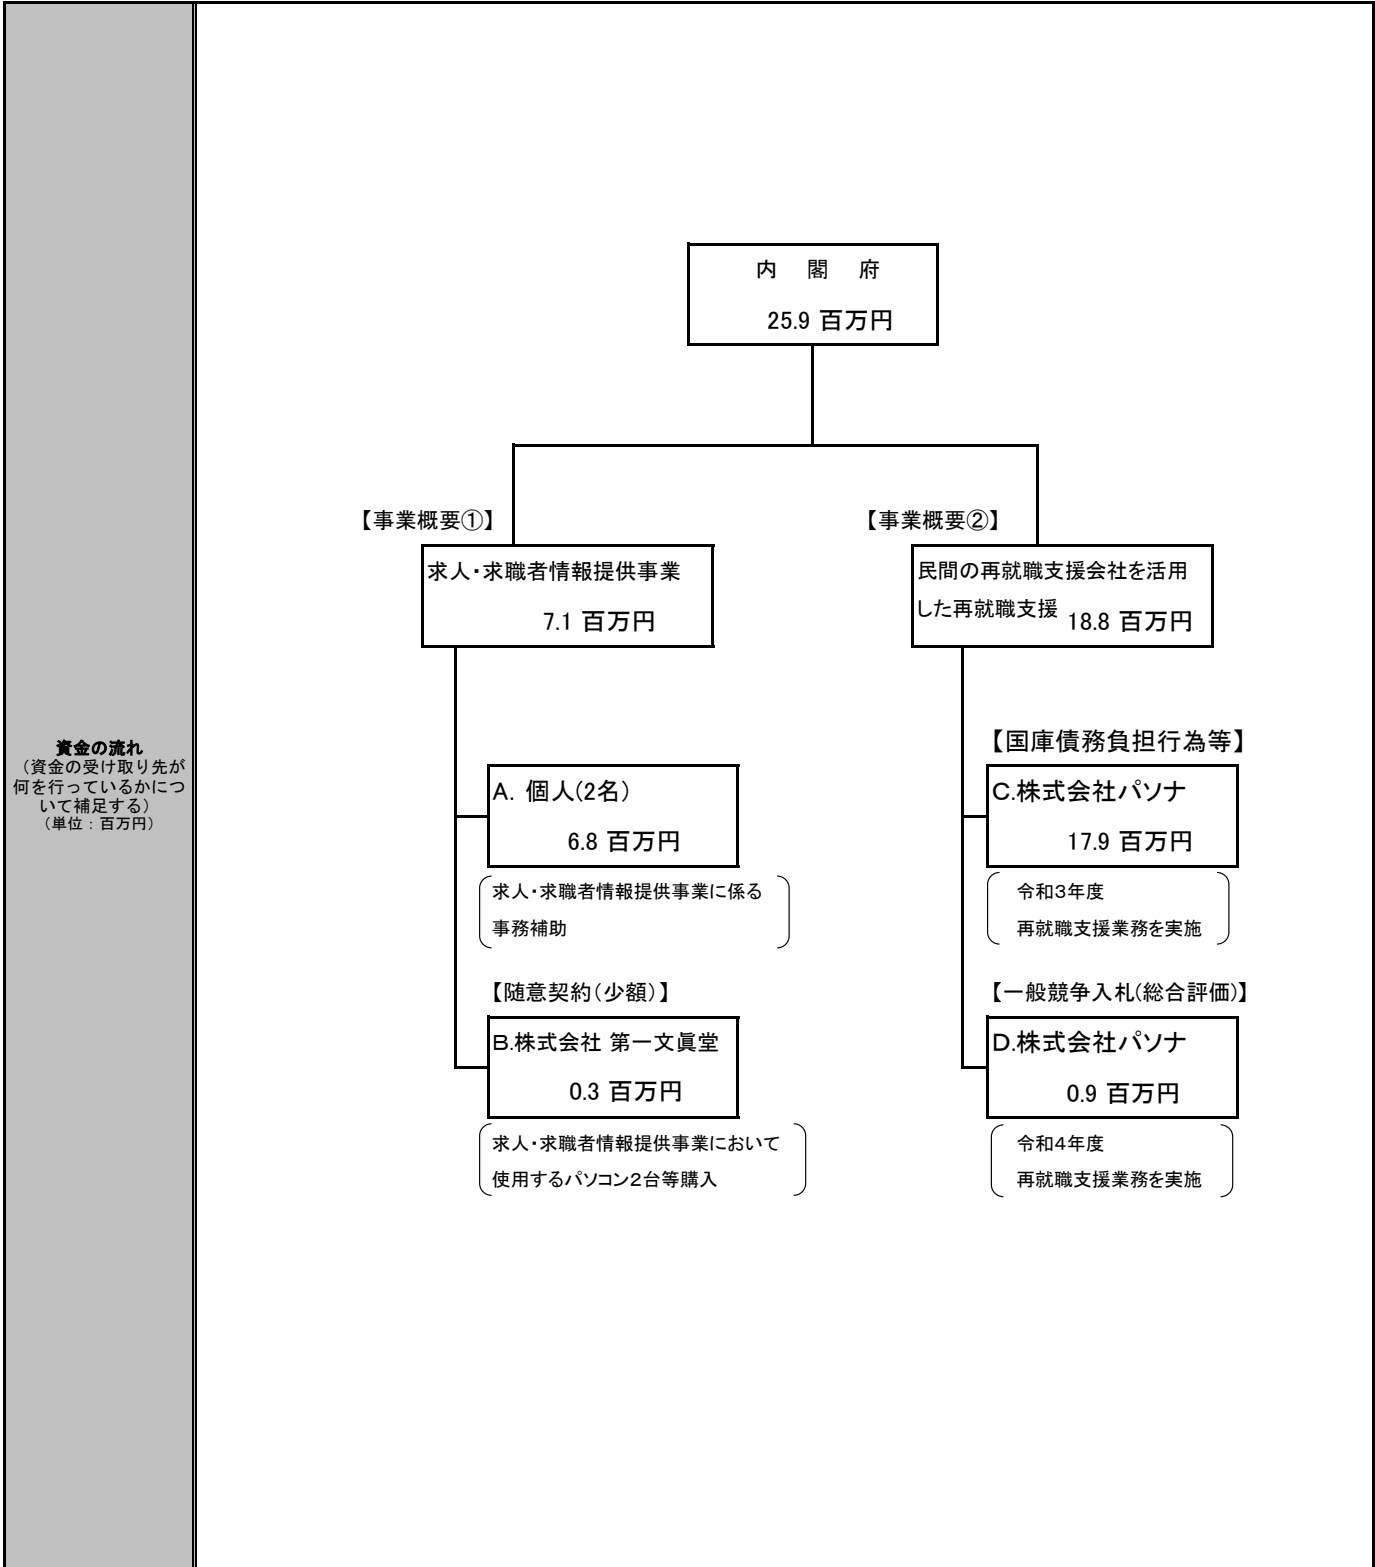 資金の流れ
（資金の受け取り先が
何を行っているかにつ
いて補足する）
（単位：百万円）
内　閣　府
25.9 百万円
【事業概要①】
求人・求職者情報提供事業
7.1 百万円
A. 個人(2名)
6.8 百万円
求人・求職者情報提供事業に係る
事務補助
【随意契約(少額)】
B.株式会社 第一文眞堂
0.3 百万円
求人・求職者情報提供事業において
使用するパソコン２台等購入
【事業概要②】
民間の再就職支援会社を活用
した再就職支援
18.8 百万円
【国庫債務負担行為等】
C.株式会社パソナ
17.9 百万円
令和３年度
再就職支援業務を実施
【一般競争入札(総合評価)】
D.株式会社パソナ
0.9 百万円
令和４年度
再就職支援業務を実施